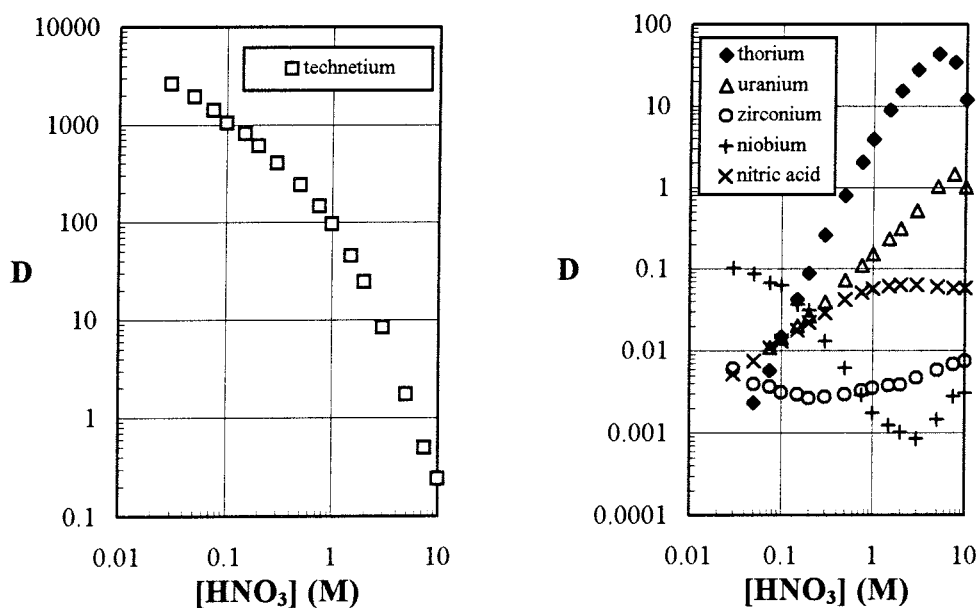 10000
1000
100
10
1
0.1
D
0.01
0.1
1
10
[HNO₃] (M)
technetium
100
10
1
0.1
0.01
0.001
0.0001
D
0.01
0.1
1
10
[HNO₃] (M)
thorium
uranium
zirconium
niobium
nitric acid